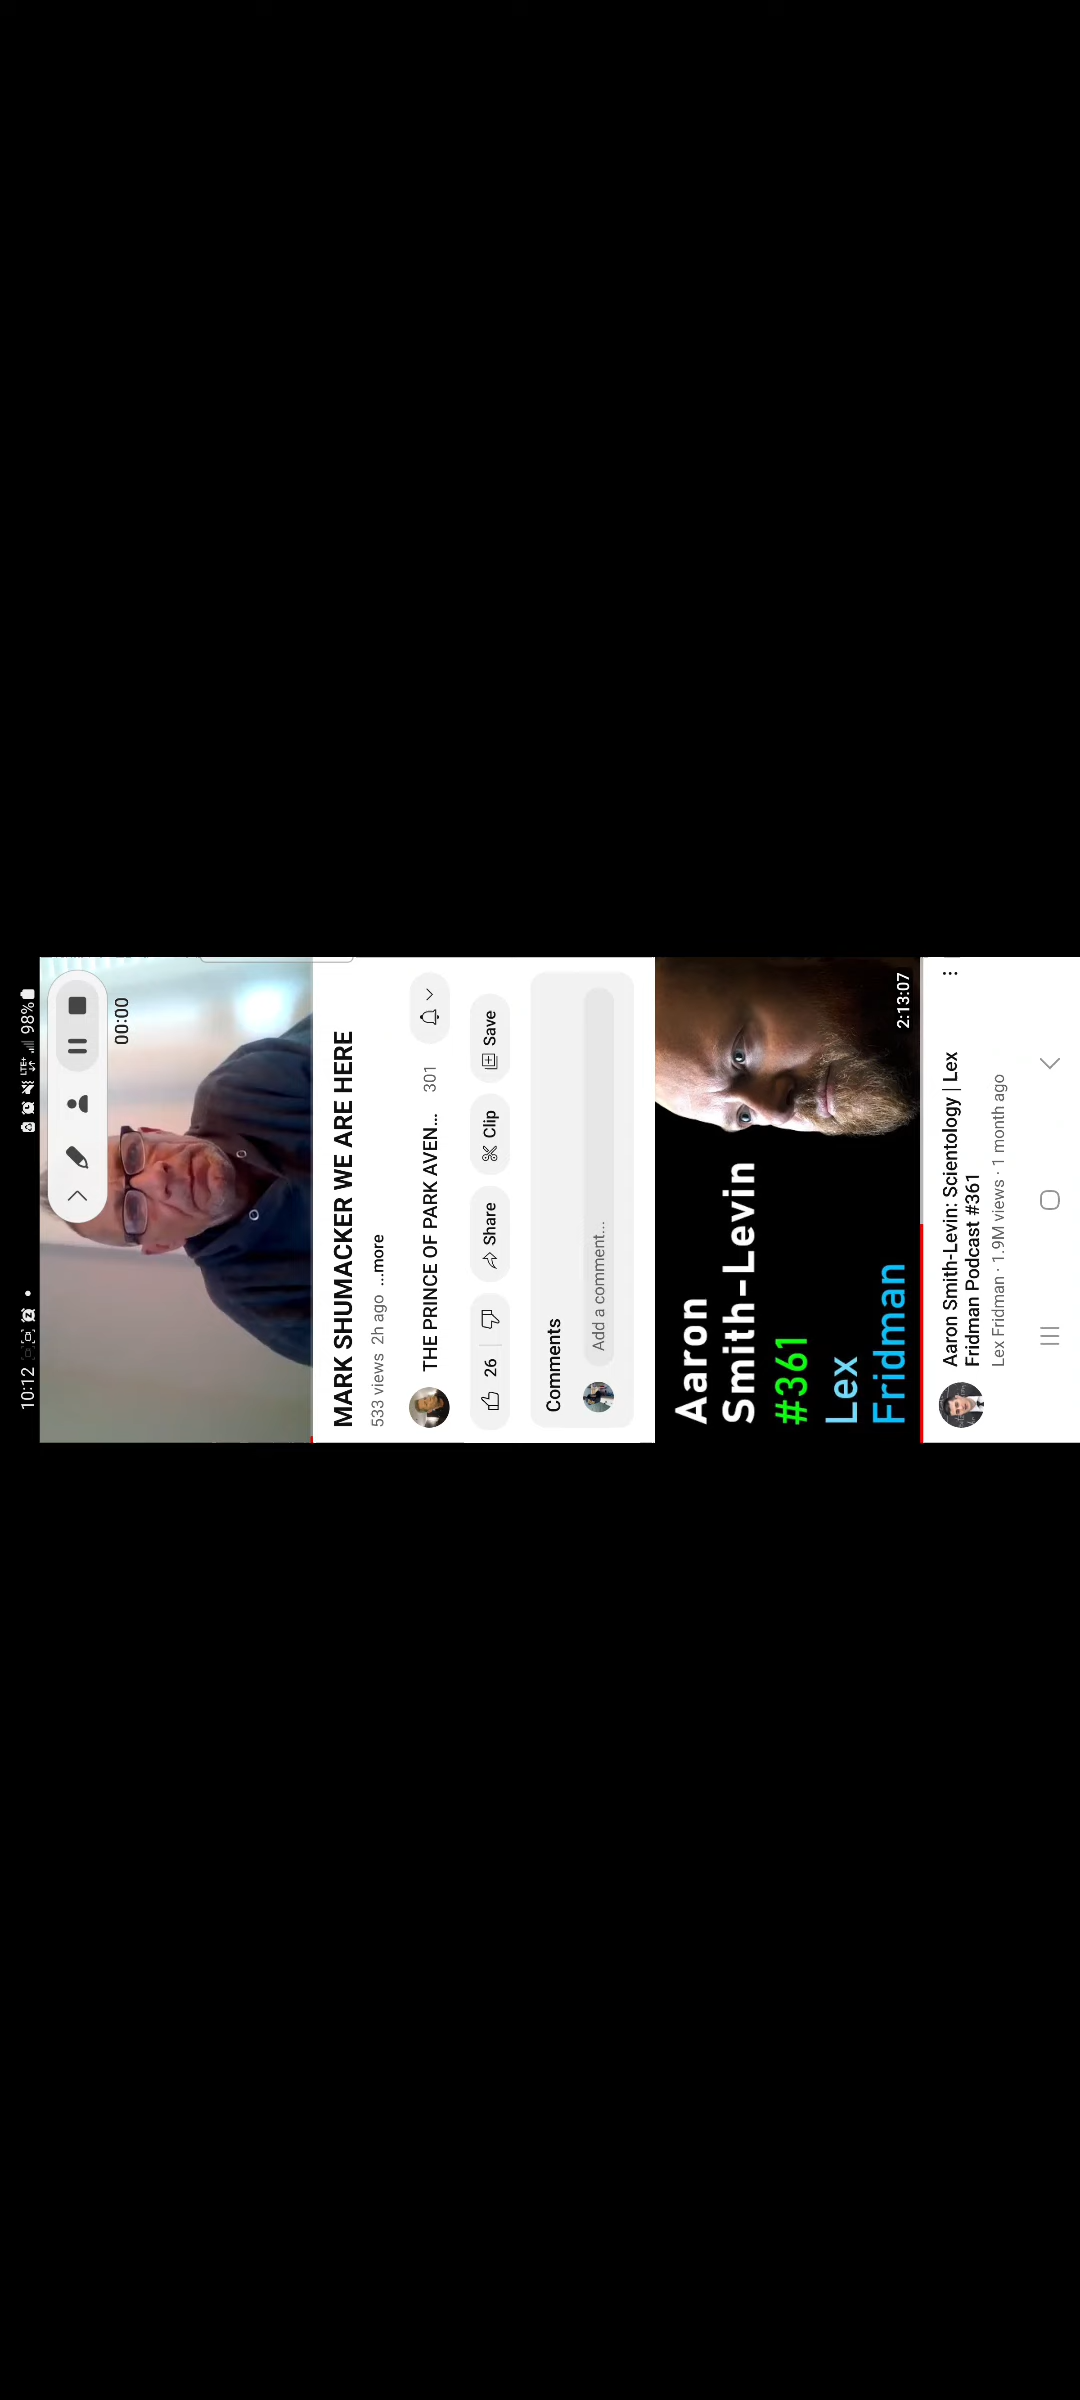 10:12
LTE+ 98%
00:00
MARK SHUMACKER WE ARE HERE
533 views 2h ago ...more
THE PRINCE OF PARK AVEN... 301
26 Share Clip Save
Comments
Add a comment...
Aaron
Smith-Levin
#361
Lex
Fridman
2:13:07
Aaron Smith-Levin: Scientology | Lex
Fridman Podcast #361
Lex Fridman · 1.9M views · 1 month ago